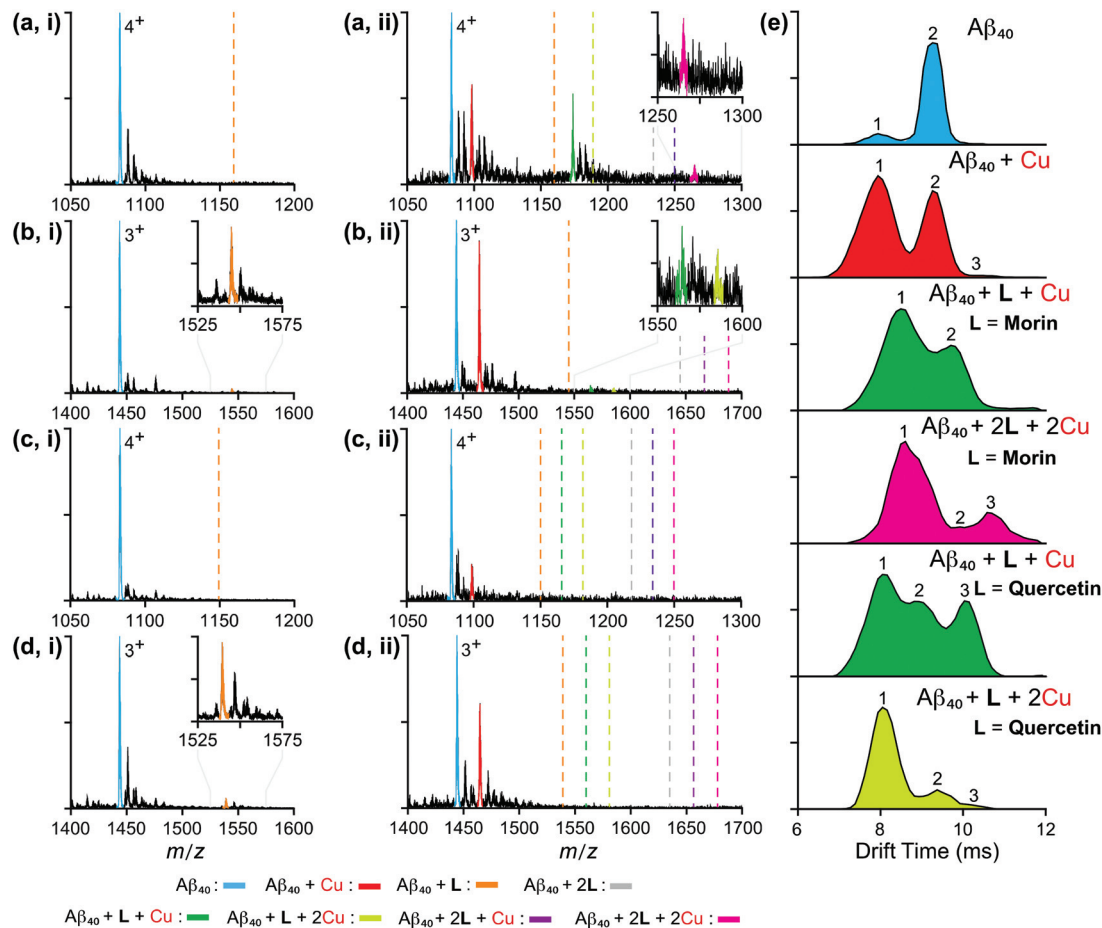 (a, i)
4+
1050 1100 1150 1200
(a, ii)
4+
1250 1300
1050 1100 1150 1200 1250 1300
(b, i)
3+
1525 1575
1400 1450 1500 1550 1600
(b, ii)
3+
1550 1600
1400 1450 1500 1550 1600 1650 1700
(c, i)
4+
1050 1100 1150 1200
(c, ii)
4+
1050 1100 1150 1200 1250 1300
(d, i)
3+
1525 1575
1400 1450 1500 1550 1600
m/z
(d, ii)
3+
1400 1450 1500 1550 1600 1650 1700
m/z
(e)
Aβ40
1 2
Aβ40 + Cu
1 2 3
Aβ40 + L + Cu
L = Morin
1 2
Aβ40 + 2L + 2Cu
L = Morin
1 2 3
Aβ40 + L + Cu
L = Quercetin
1 2 3
Aβ40 + L + 2Cu
L = Quercetin
1 2 3
6 8 10 12
Drift Time (ms)
Aβ40 : Aβ40 + Cu : Aβ40 + L : Aβ40 + 2L :
Aβ40 + L + Cu : Aβ40 + L + 2Cu : Aβ40 + 2L + Cu : Aβ40 + 2L + 2Cu :